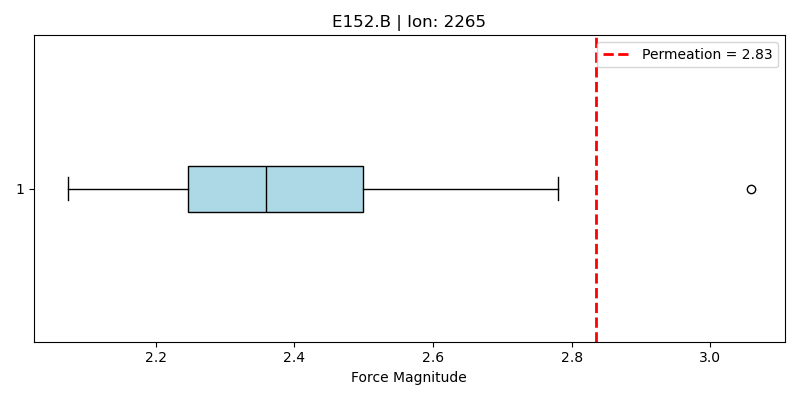 E152.B | Ion: 2265
Permeation = 2.83
1
2.2 2.4 2.6 2.8 3.0
Force Magnitude